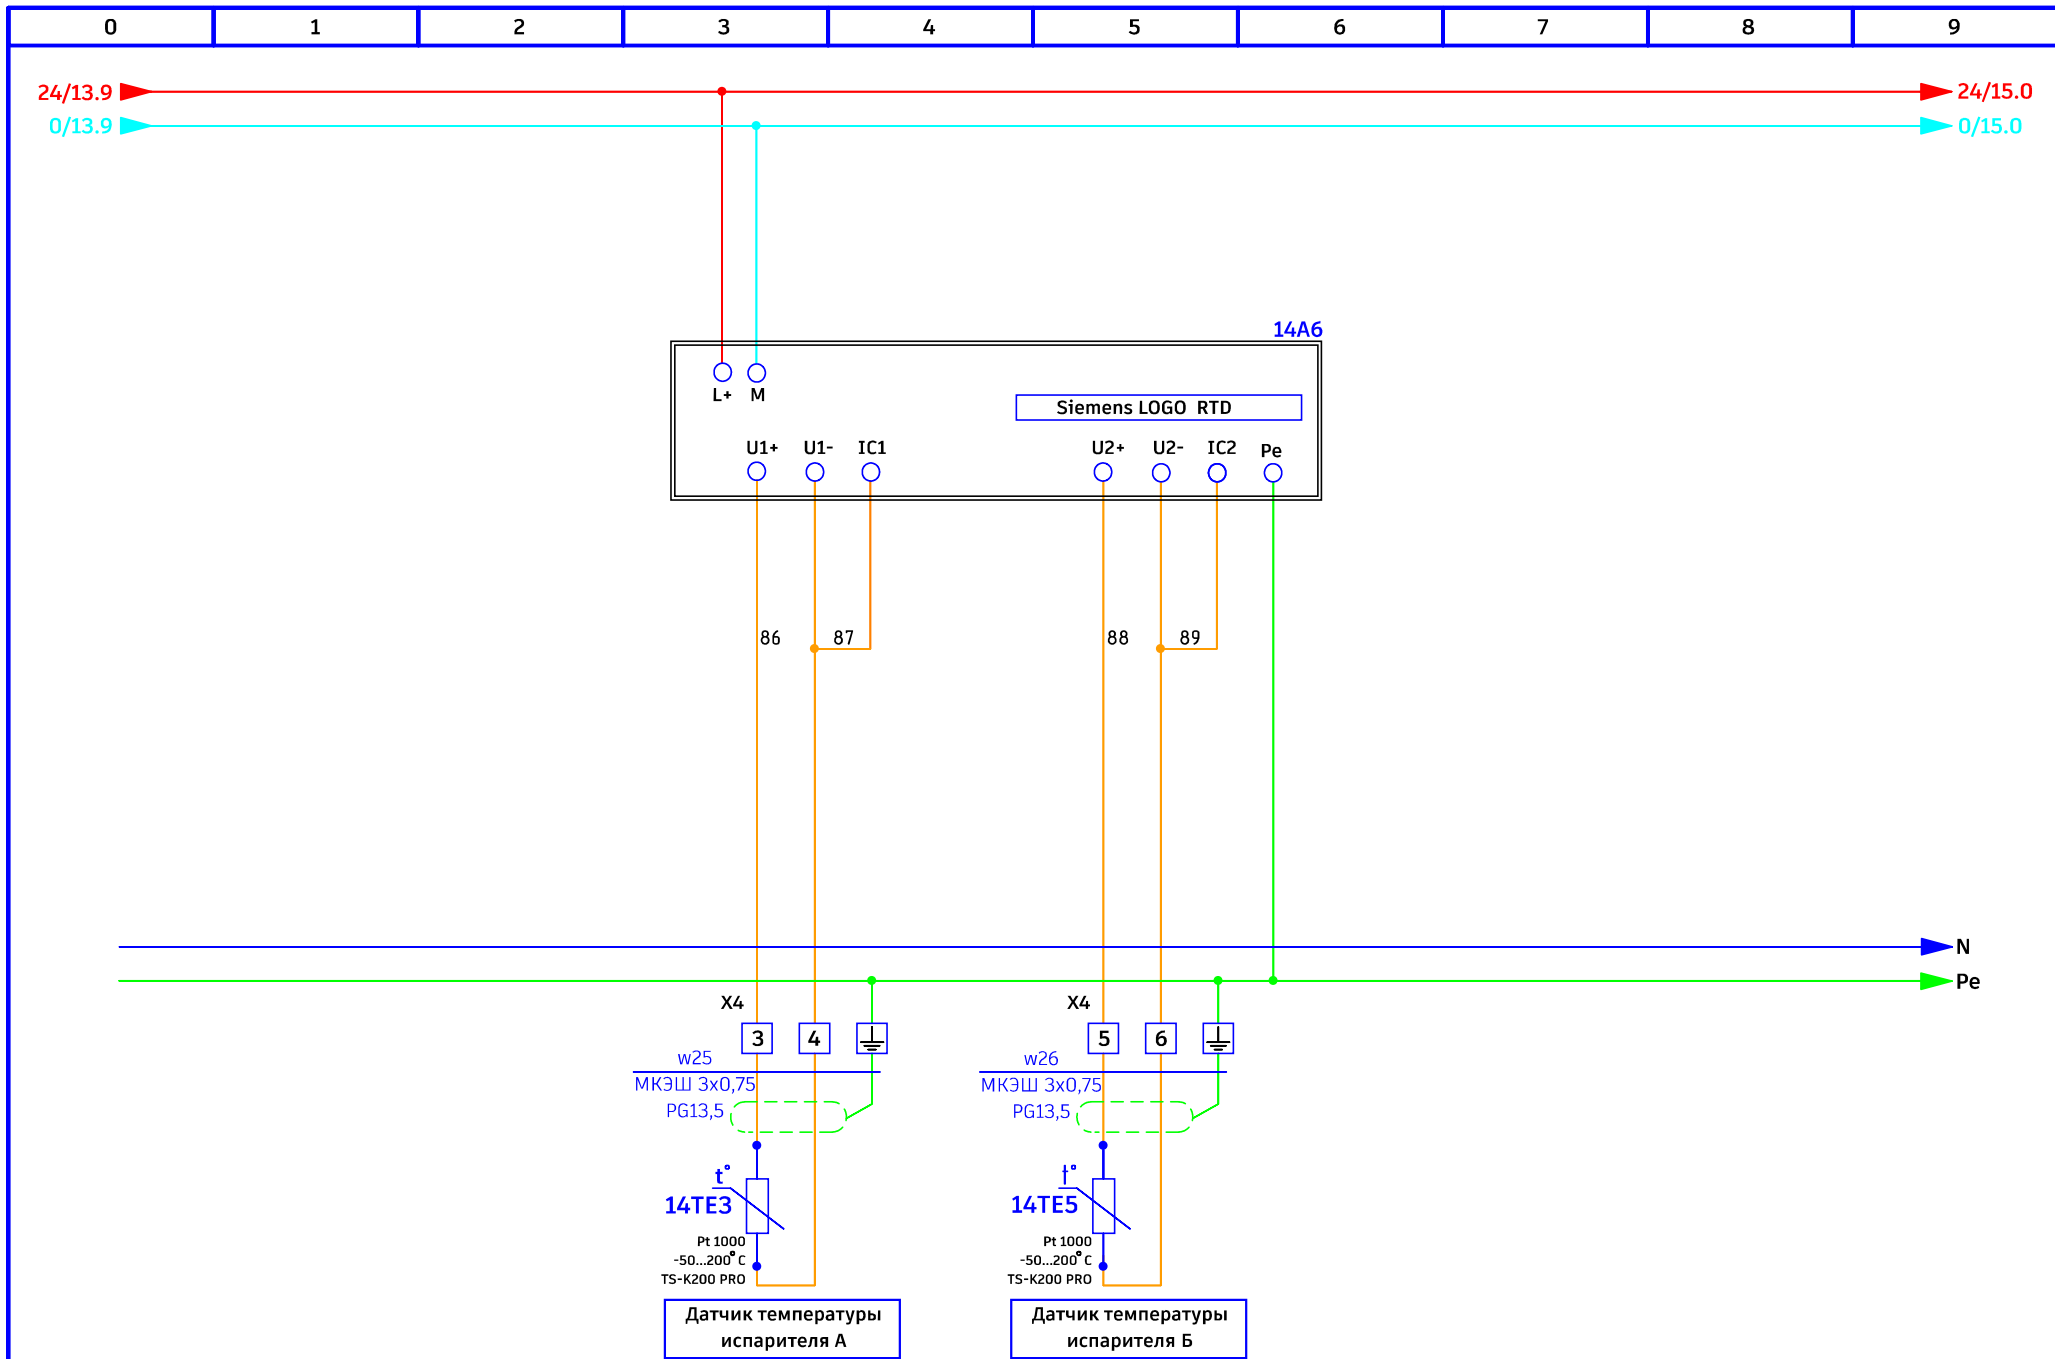 0 1 2 3 4 5 6 7 8 9
24/13.9 24/15.0
0/13.9 0/15.0
14A6
L+ M
Siemens LOGO RTD
U1+ U1- IC1 U2+ U2- IC2 Pe
86 87 88 89
N
Pe
X4 X4
3 4 5 6
w25 w26
МКЭШ 3х0,75 МКЭШ 3х0,75
PG13,5 PG13,5
t° t°
14TE3 14TE5
Pt 1000 Pt 1000
-50...200°C -50...200°C
TS-K200 PRO TS-K200 PRO
Датчик температуры Датчик температуры
испарителя А испарителя Б